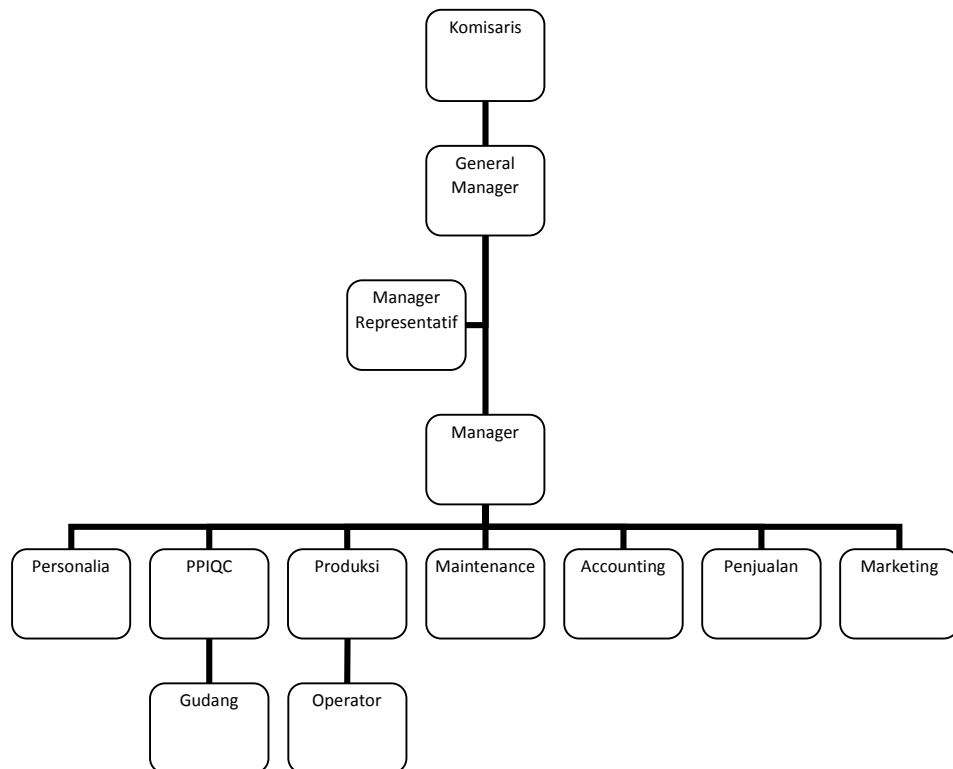 Komisaris
General
Manager
Manager
Representatif
Manager
Personalia
PPIQC
Produksi
Maintenance
Accounting
Penjualan
Marketing
Gudang
Operator